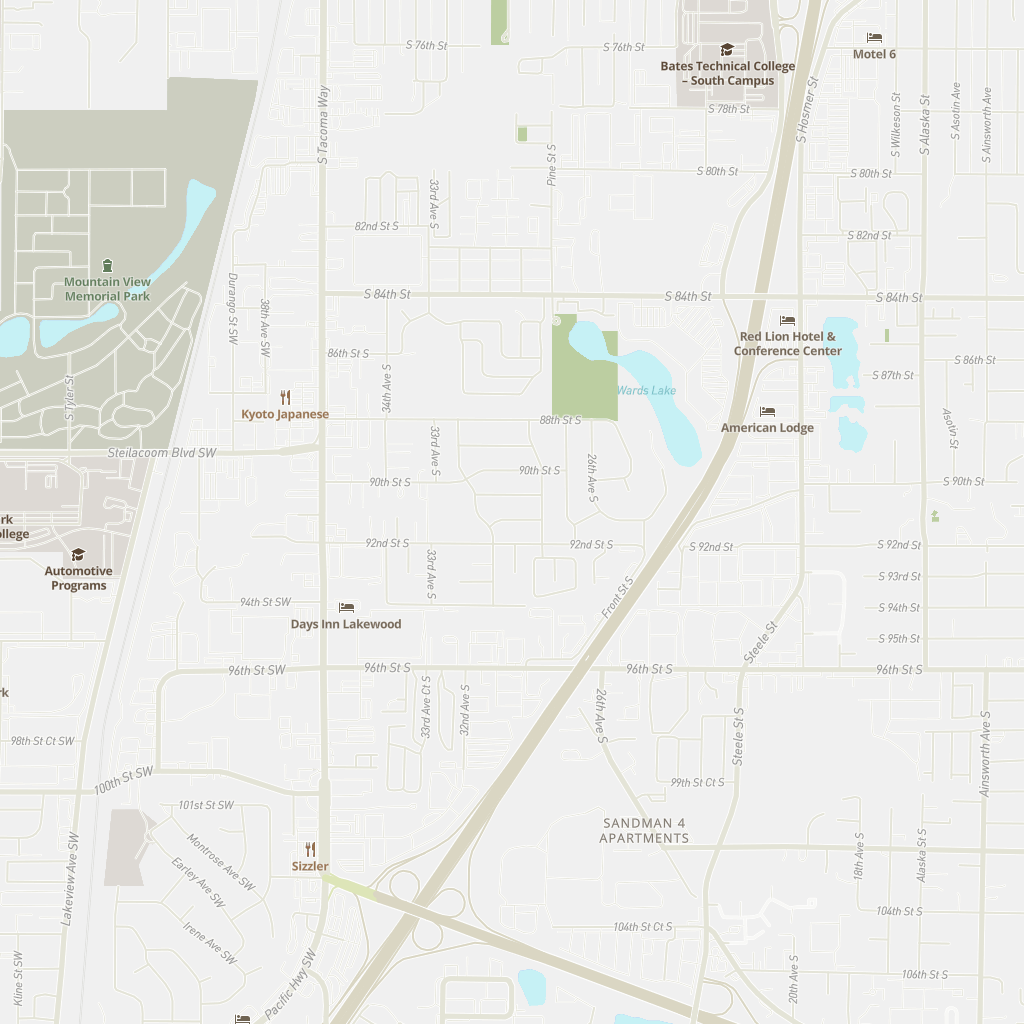 S 76th St
S 76th St
Motel 6
Bates Technical College
– South Campus
S Tacoma Way
S Hosmer St
S Wilkeson St
S Alaska St
S Asotin Ave
S Ainsworth Ave
S 78th St
Pine St S
S 80th St
S 80th St
33rd Ave S
82nd St S
S 82nd St
Mountain View
Memorial Park
Durango St SW
38th Ave SW
S 84th St
S 84th St
S 84th St
Red Lion Hotel &
Conference Center
86th St S
S 86th St
S 87th St
34th Ave S
S Tyler St
Wards Lake
Kyoto Japanese
88th St S
American Lodge
Asotin St
Steilacoom Blvd SW
33rd Ave S
90th St S
90th St S
26th Ave S
S 90th St
rk
ollege
92nd St S
92nd St S
S 92nd St
S 92nd St
Automotive
Programs
33rd Ave S
S 93rd St
94th St SW
Days Inn Lakewood
Front St S
S 94th St
Steele St
S 95th St
96th St SW
96th St S
96th St S
96th St S
rk
33rd Ave Ct S
32nd Ave S
26th Ave S
Steele St S
Ainsworth Ave S
98th St Ct SW
100th St SW
99th St Ct S
101st St SW
SANDMAN 4
APARTMENTS
Montrose Ave SW
Earley Ave SW
Sizzler
18th Ave S
Alaska St S
Lakeview Ave SW
104th St S
104th St Ct S
Irene Ave SW
Pacific Hwy SW
Kline St SW
20th Ave S
106th St S